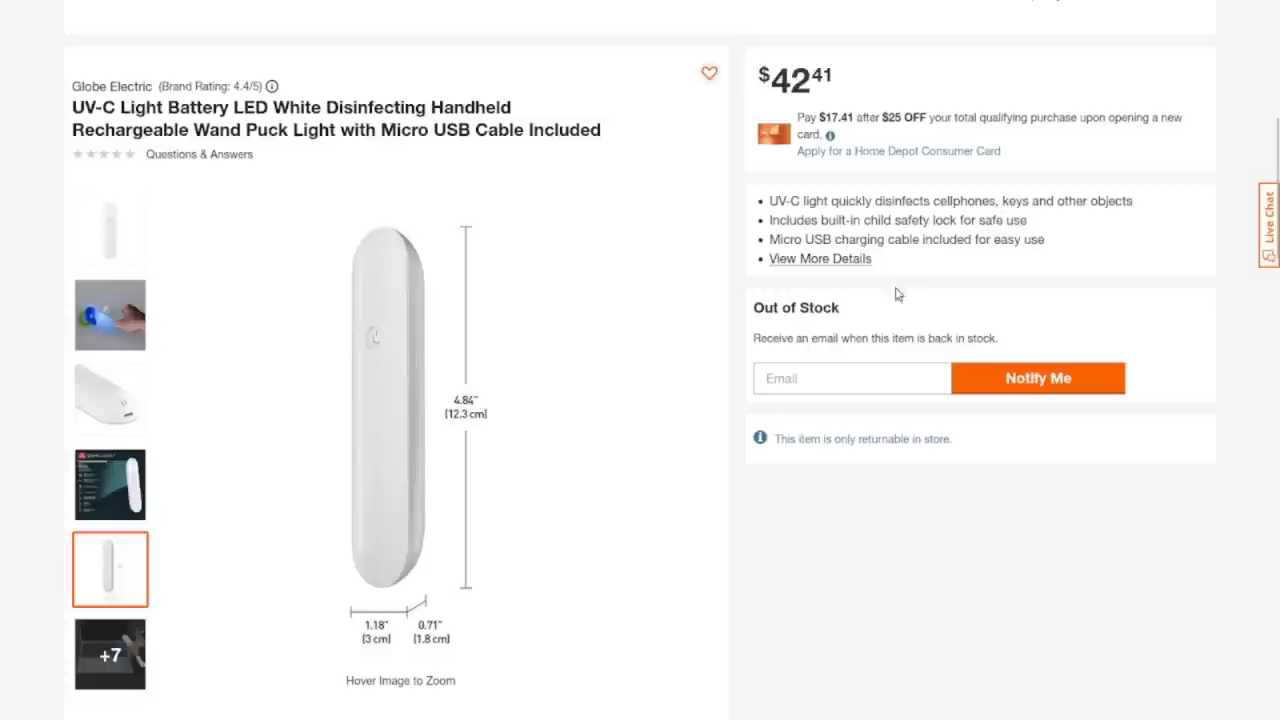 Globe Electric (Brand Rating: 4.4/5)
UV-C Light Battery LED White Disinfecting Handheld
Rechargeable Wand Puck Light with Micro USB Cable Included
Questions & Answers
4.84"
(12.3 cm)
1.18"
(3 cm)
0.71"
(1.8 cm)
+7
Hover Image to Zoom
$42 41
Pay $17.41 after $25 OFF your total qualifying purchase upon opening a new
card.
Apply for a Home Depot Consumer Card
• UV-C light quickly disinfects cellphones, keys and other objects
• Includes built-in child safety lock for safe use
• Micro USB charging cable included for easy use
• View More Details
Out of Stock
Receive an email when this item is back in stock.
Email
Notify Me
This item is only returnable in store.
Live Chat